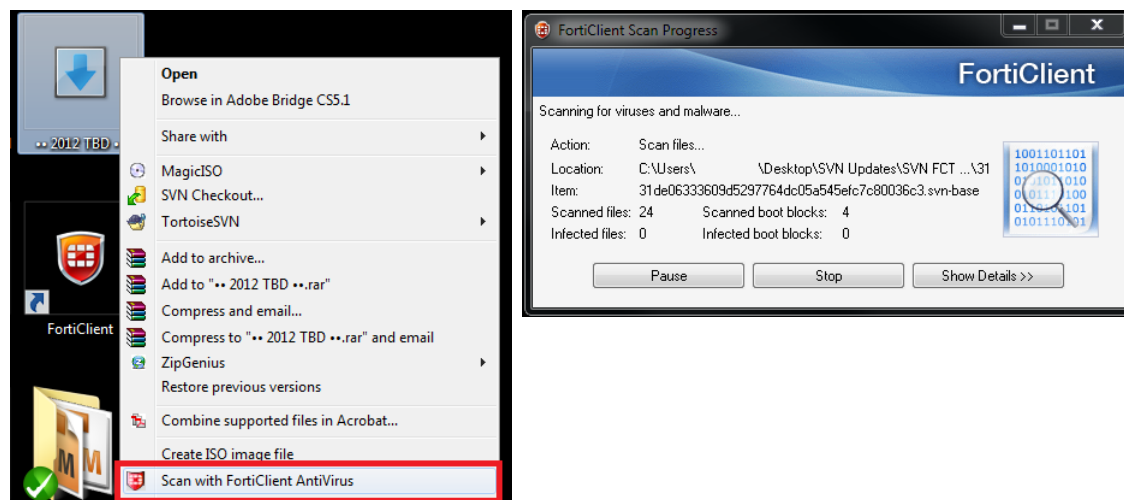 •• 2012 TBD •
FortiClient
Open
Browse in Adobe Bridge CS5.1
Share with
MagicISO
SVN Checkout...
TortoiseSVN
Add to archive...
Add to "•• 2012 TBD ••.rar"
Compress and email...
Compress to "•• 2012 TBD ••.rar" and email
ZipGenius
Restore previous versions
Combine supported files in Acrobat...
Create ISO image file
Scan with FortiClient AntiVirus
FortiClient Scan Progress
FortiClient
Scanning for viruses and malware...
Action: Scan files...
Location: C:\Users\ \Desktop\SVN Updates\SVN FCT ...\31
Item: 31de06333609d5297764dc05a545efc7c80036c3.svn-base
Scanned files: 24 Scanned boot blocks: 4
Infected files: 0 Infected boot blocks: 0
1001101101
1010001010
Pause Stop Show Details >>